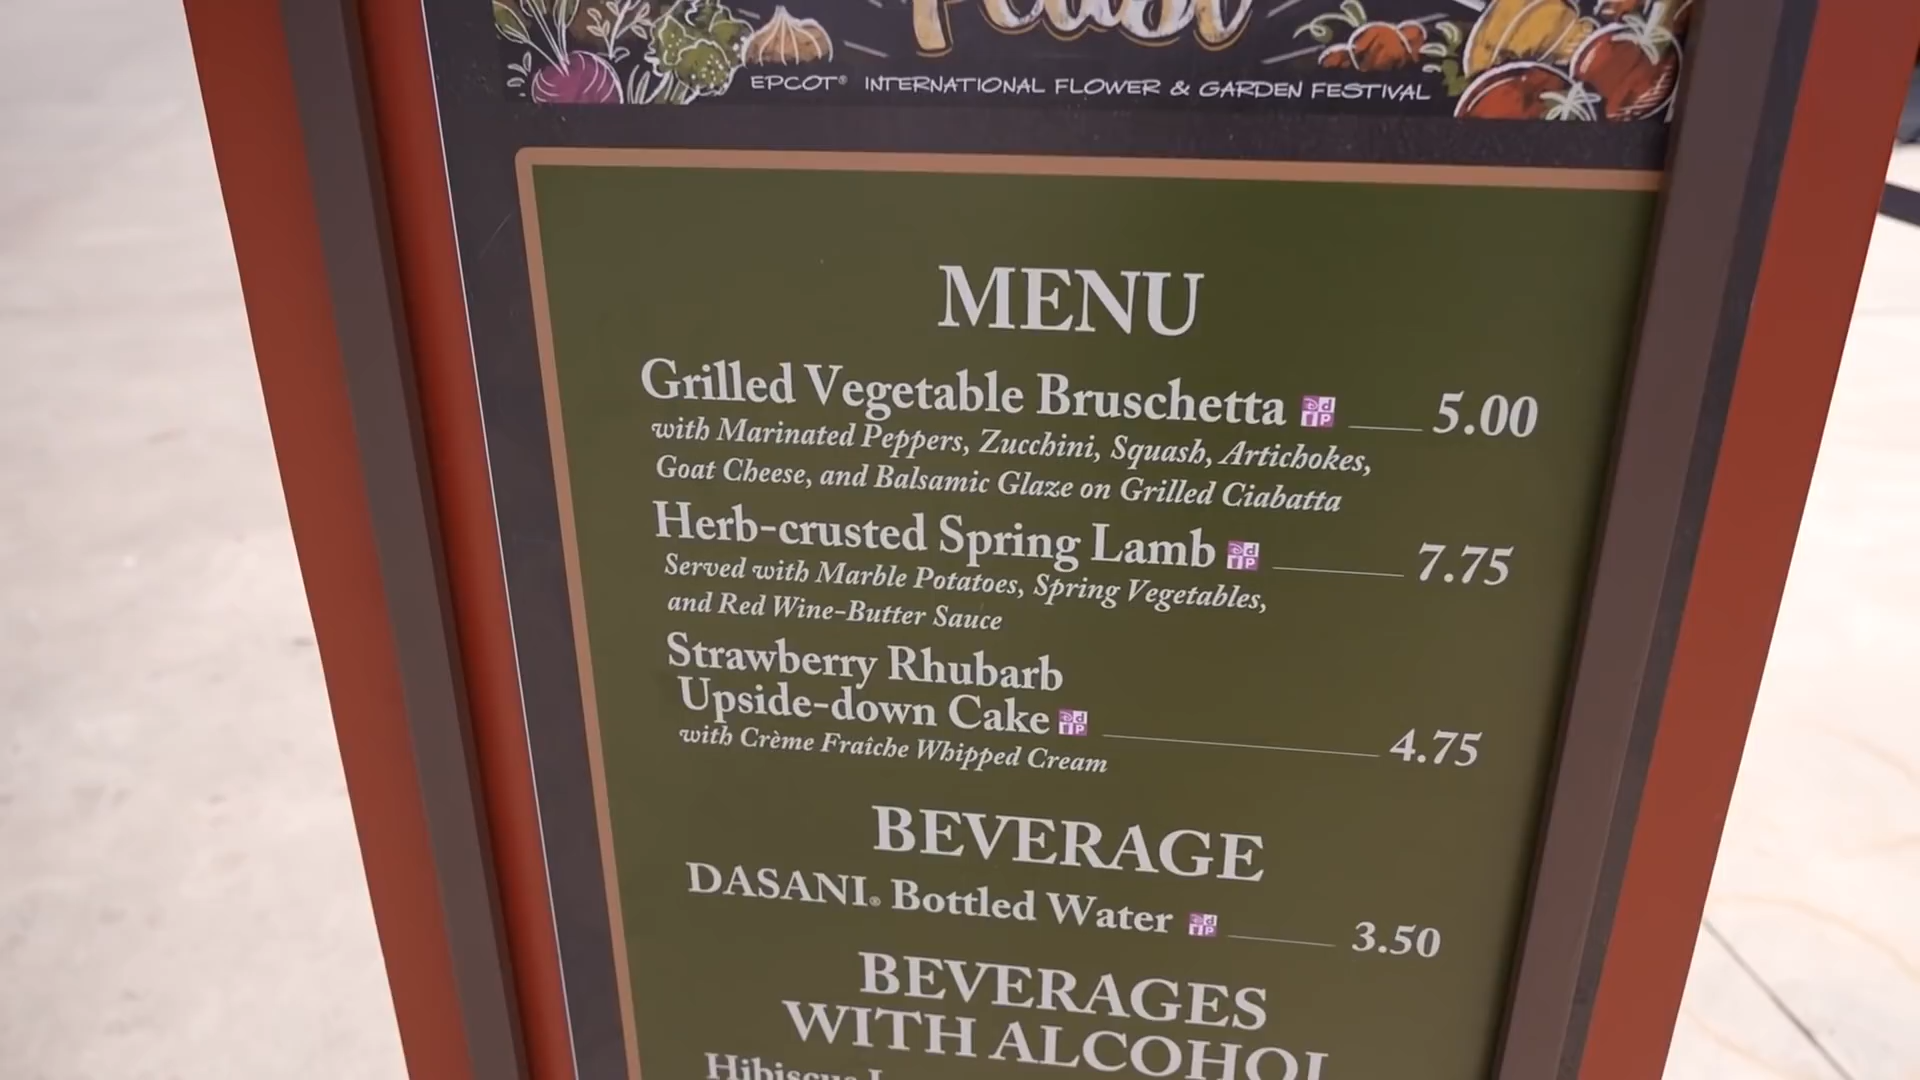 Feast
EPCOT® INTERNATIONAL FLOWER & GARDEN FESTIVAL
MENU
Grilled Vegetable Bruschetta 5.00
with Marinated Peppers, Zucchini, Squash, Artichokes,
Goat Cheese, and Balsamic Glaze on Grilled Ciabatta
Herb-crusted Spring Lamb 7.75
Served with Marble Potatoes, Spring Vegetables,
and Red Wine-Butter Sauce
Strawberry Rhubarb
Upside-down Cake 4.75
with Crème Fraîche Whipped Cream
BEVERAGE
DASANI® Bottled Water 3.50
BEVERAGES
WITH ALCOHOL
Hibiscus